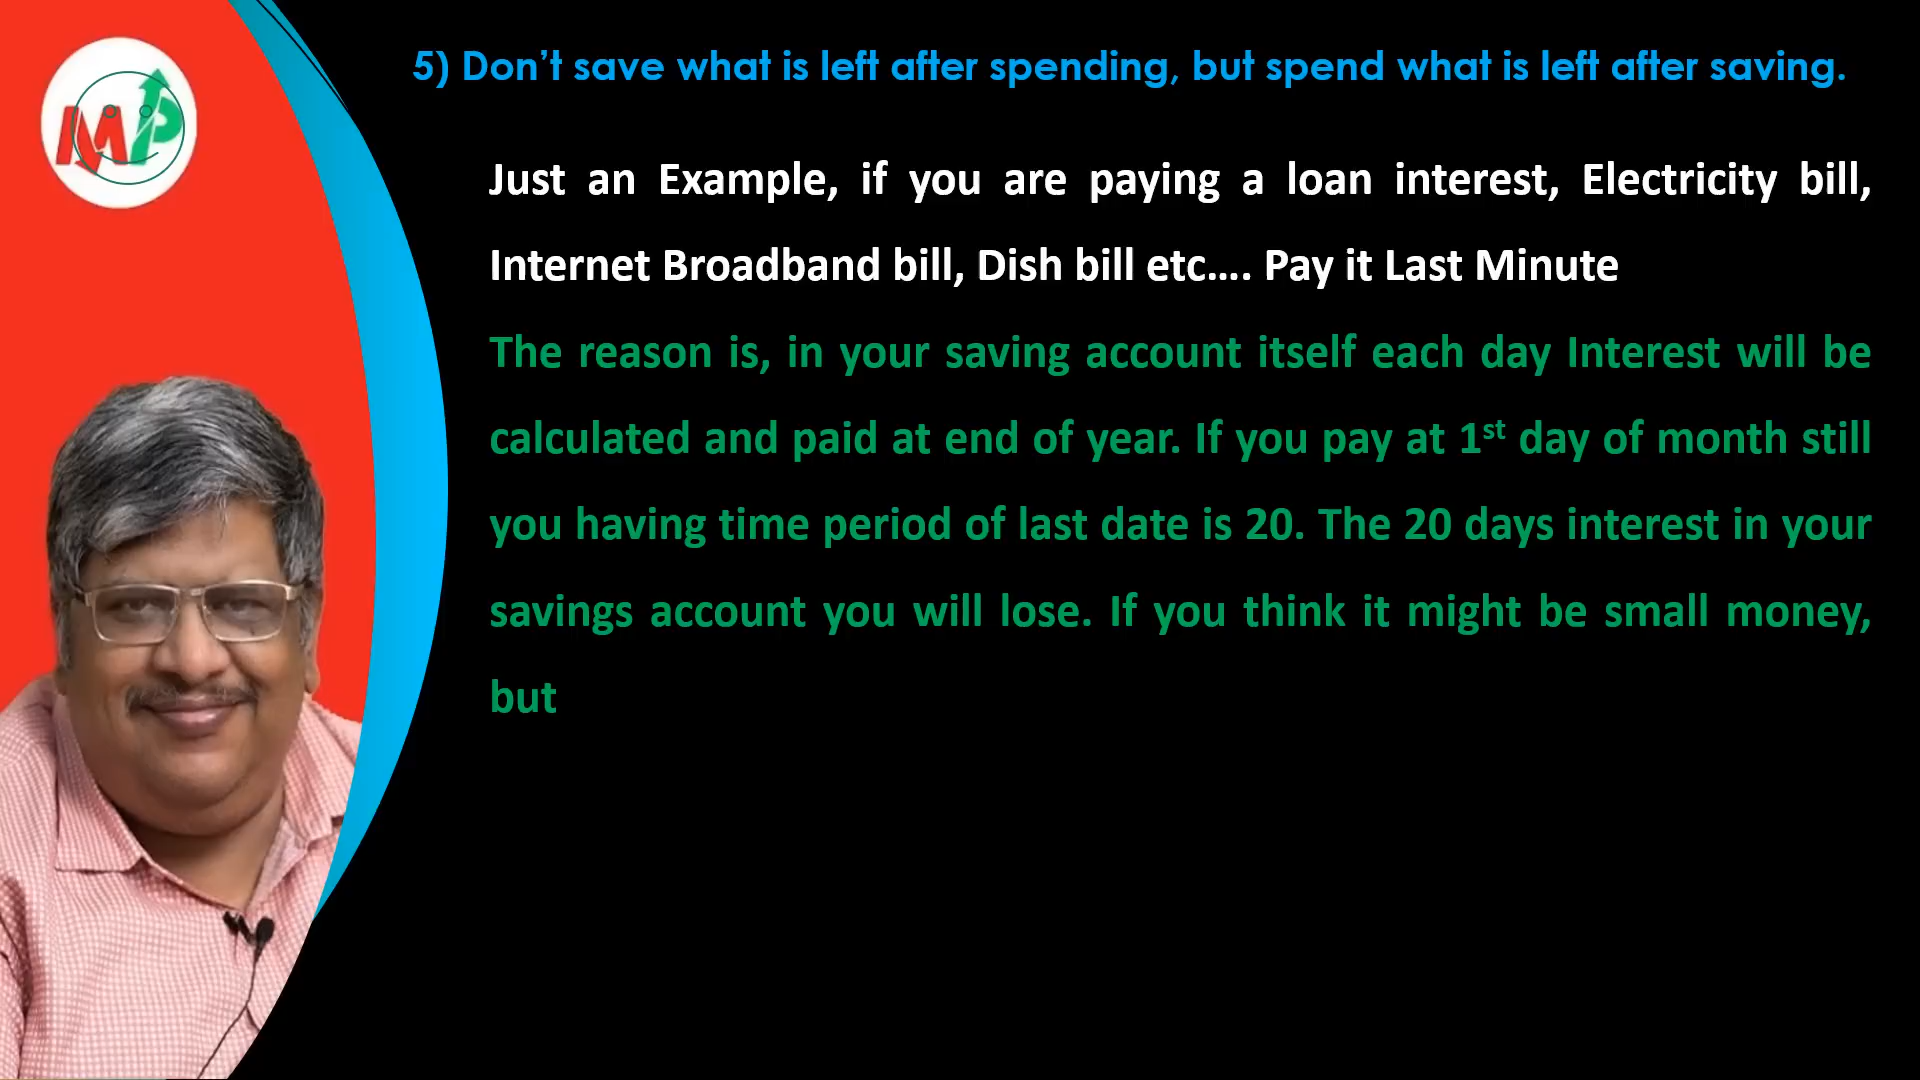 MP
5) Don’t save what is left after spending, but spend what is left after saving.
Just an Example, if you are paying a loan interest, Electricity bill,
Internet Broadband bill, Dish bill etc…. Pay it Last Minute
The reason is, in your saving account itself each day Interest will be
calculated and paid at end of year. If you pay at 1st day of month still
you having time period of last date is 20. The 20 days interest in your
savings account you will lose. If you think it might be small money,
but